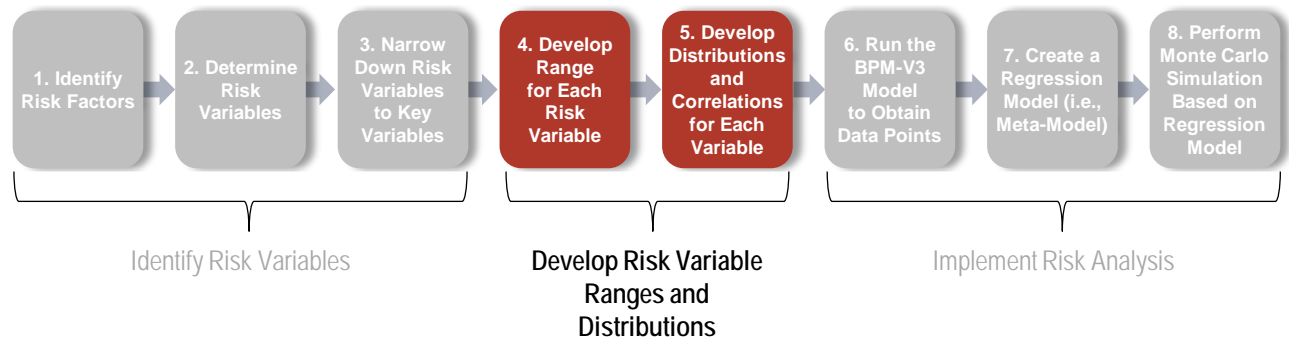 1. Identify
Risk Factors
2. Determine
Risk
Variables
3. Narrow
Down Risk
Variables
to Key
Variables
4. Develop
Range
for Each
Risk
Variable
5. Develop
Distributions
and
Correlations
for Each
Variable
6. Run the
BPM-V3
Model
to Obtain
Data Points
7. Create a
Regression
Model (i.e.,
Meta-Model)
8. Perform
Monte Carlo
Simulation
Based on
Regression
Model
Identify Risk Variables
Develop Risk Variable
Ranges and
Distributions
Implement Risk Analysis